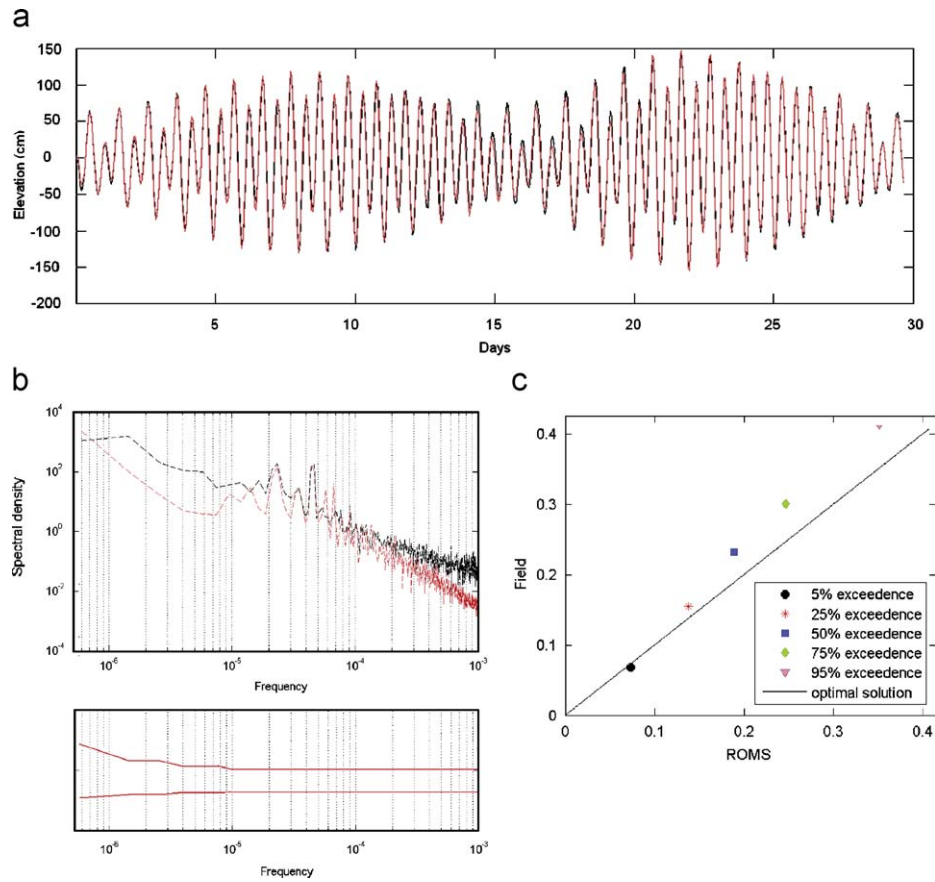 a
150
100
50
0
-50
-100
-150
-200
Elevation (cm)
5 10 15 20 25 30
Days
b
10^4
10^2
10^0
10^-2
10^-4
Spectral density
10^-6 10^-5 10^-4 10^-3
Frequency
10^-6 10^-5 10^-4 10^-3
Frequency
c
0.4
0.3
0.2
0.1
0
Field
0 0.1 0.2 0.3 0.4
ROMS
5% exceedence
25% exceedence
50% exceedence
75% exceedence
95% exceedence
optimal solution